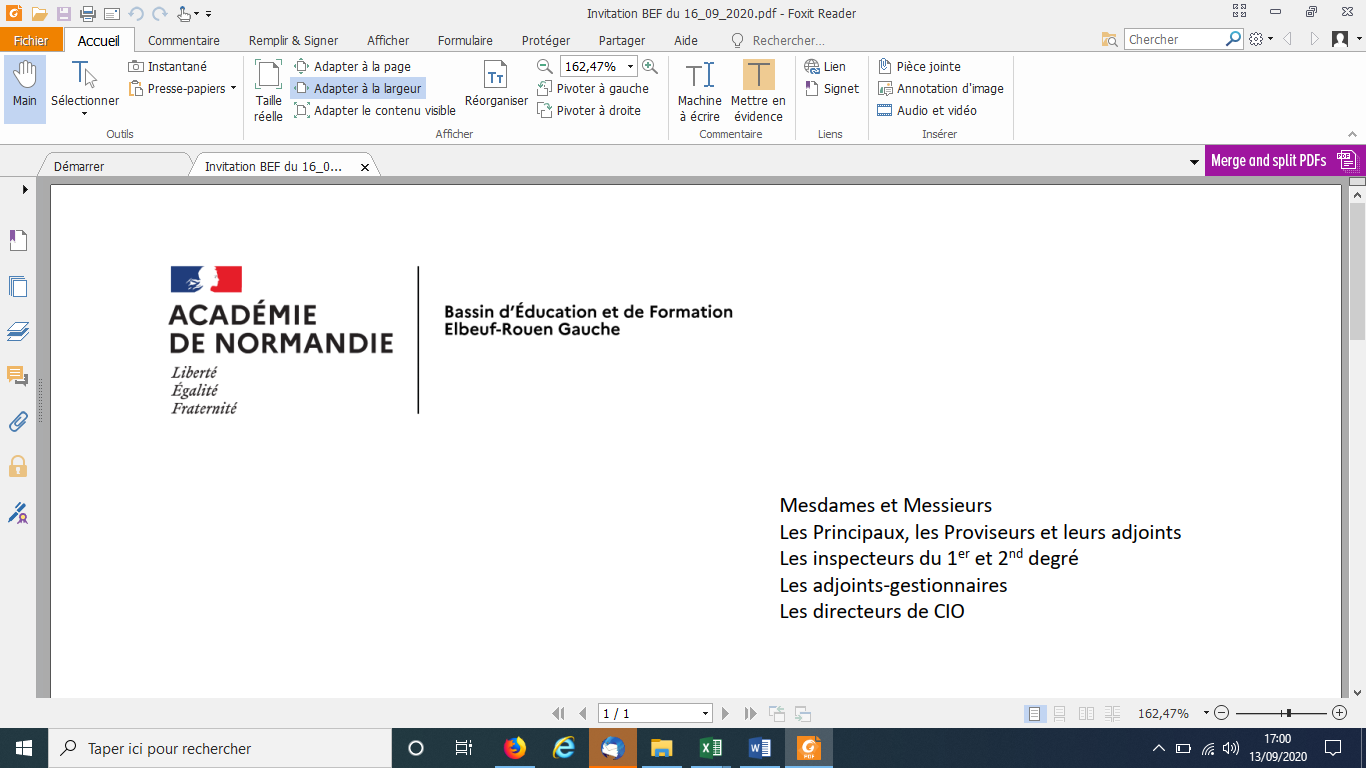 Invitation BEF du 16_09_2020.pdf - Foxit Reader
Fichier Accueil Commentaire Remplir & Signer Afficher Formulaire Protéger Partager Aide Rechercher... Chercher
Main
Sélectionner
Instantané
Presse-papiers
Outils
Taille réelle
Adapter à la page
Adapter à la largeur
Adapter le contenu visible
Réorganiser
162,47%
Pivoter à gauche
Pivoter à droite
Afficher
Machine à écrire
Mettre en évidence
Commentaire
Lien
Signet
Liens
Pièce jointe
Annotation d'image
Audio et vidéo
Insérer
Démarrer
Invitation BEF du 16_0...
Merge and split PDFs
ACADÉMIE
DE NORMANDIE
Liberté
Égalité
Fraternité
Bassin d'Éducation et de Formation
Elbeuf-Rouen Gauche
Mesdames et Messieurs
Les Principaux, les Proviseurs et leurs adjoints
Les inspecteurs du 1er et 2nd degré
Les adjoints-gestionnaires
Les directeurs de CIO
1 / 1
162,47%
Taper ici pour rechercher
17:00
13/09/2020